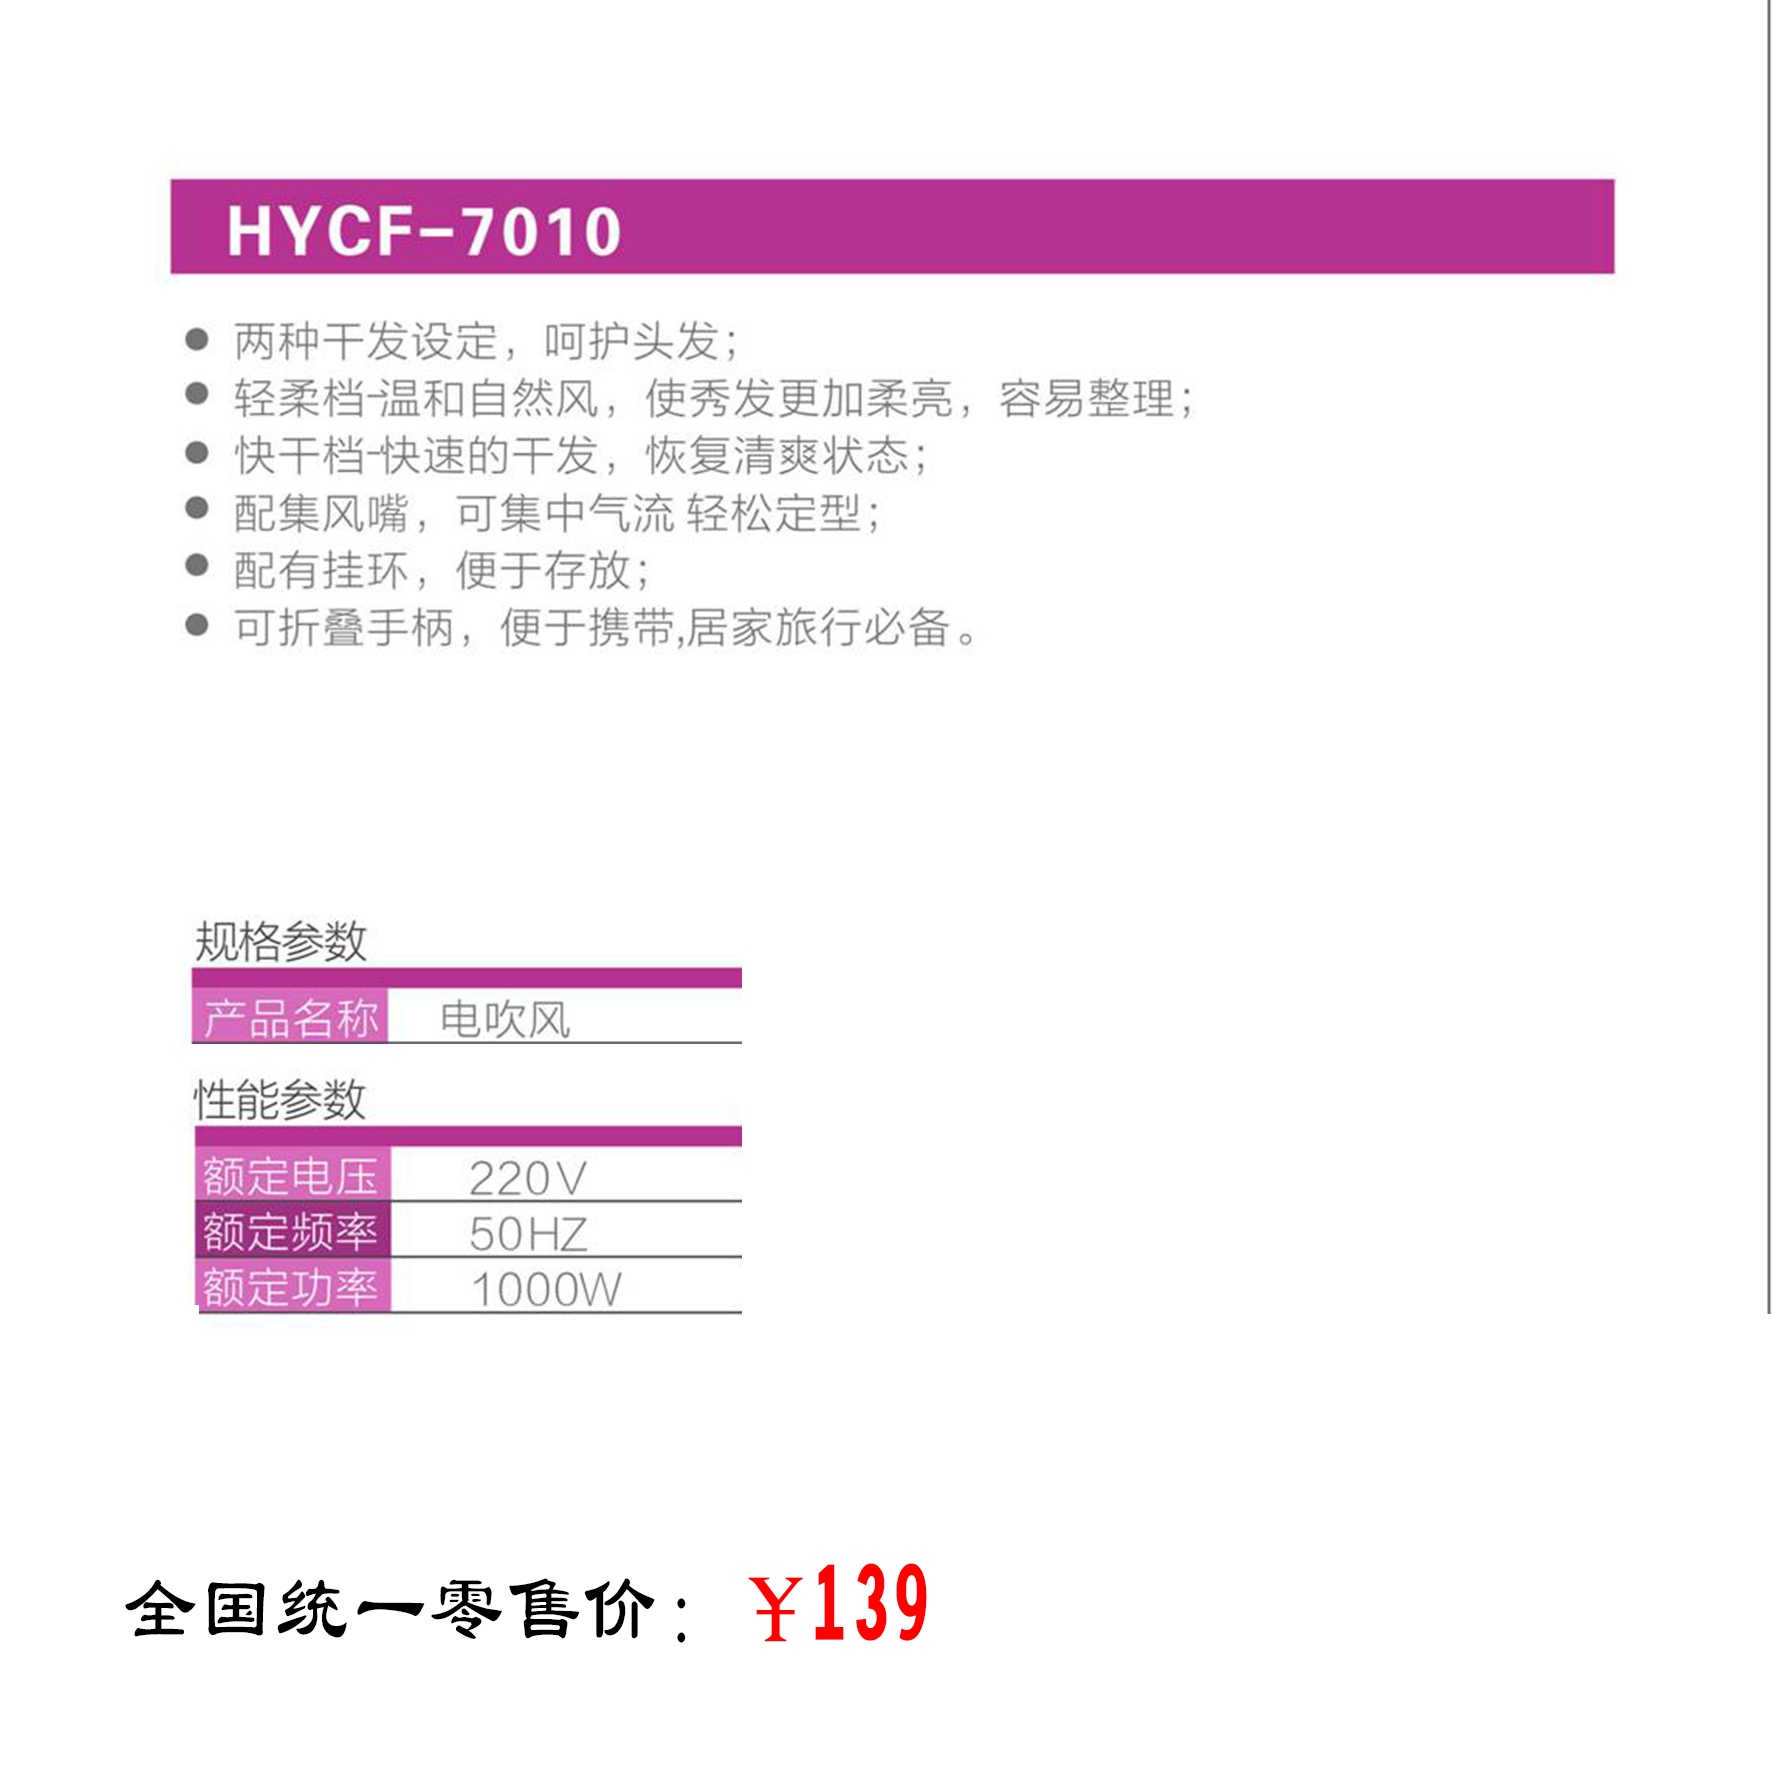 HYCF-7010
● 两种干发设定，呵护头发；
● 轻柔档-温和自然风，使秀发更加柔亮，容易整理；
● 快干档-快速的干发，恢复清爽状态；
● 配集风嘴，可集中气流 轻松定型；
● 配有挂环，便于存放；
● 可折叠手柄，便于携带,居家旅行必备。
规格参数
产品名称 电吹风
性能参数
额定电压 220V
额定频率 50HZ
额定功率 1000W
全国统一零售价：￥139